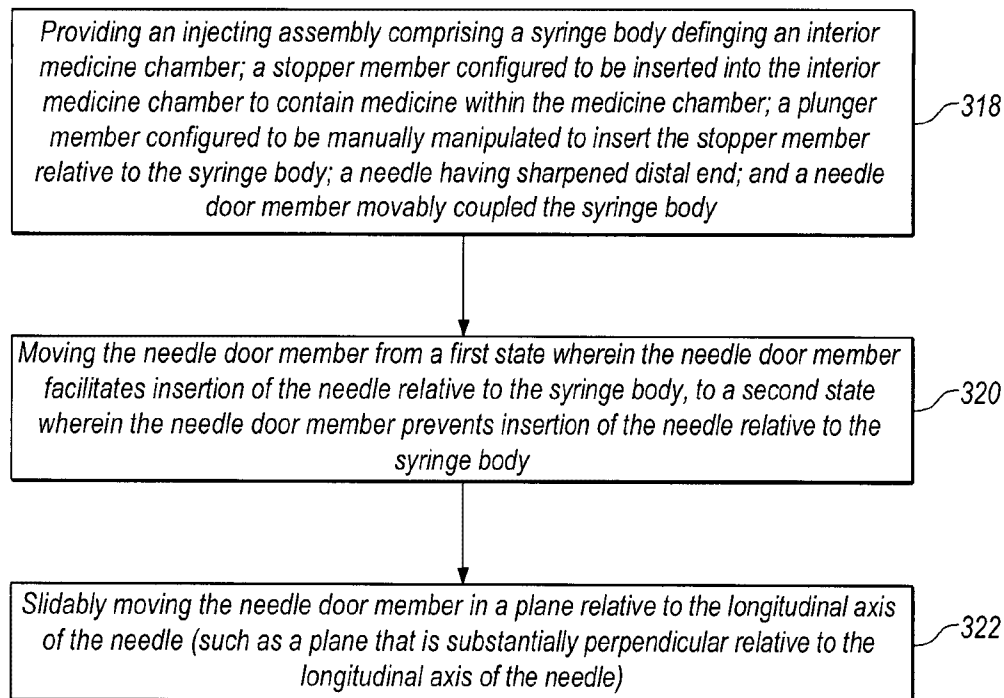 Providing an injecting assembly comprising a syringe body definging an interior
medicine chamber; a stopper member configured to be inserted into the interior
medicine chamber to contain medicine within the medicine chamber; a plunger
member configured to be manually manipulated to insert the stopper member
relative to the syringe body; a needle having sharpened distal end; and a needle
door member movably coupled the syringe body
318
Moving the needle door member from a first state wherein the needle door member
facilitates insertion of the needle relative to the syringe body, to a second state
wherein the needle door member prevents insertion of the needle relative to the
syringe body
320
Slidably moving the needle door member in a plane relative to the longitudinal axis
of the needle (such as a plane that is substantially perpendicular relative to the
longitudinal axis of the needle)
322